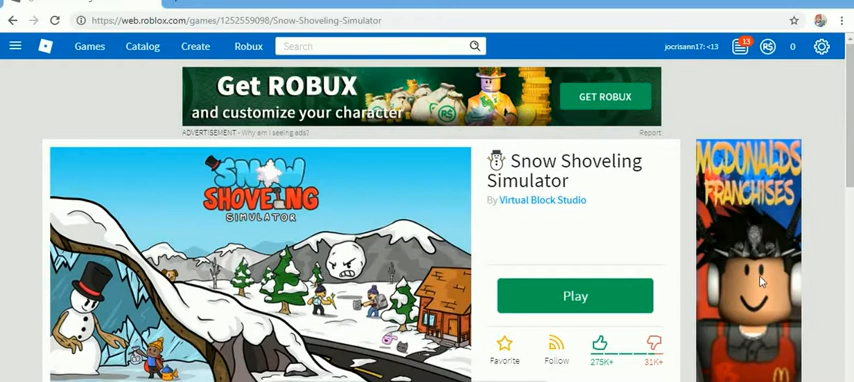 https://web.roblox.com/games/1252559098/Snow-Shoveling-Simulator
Games
Catalog
Create
Robux
Search
jocrisann17: <13
13
R$
0
Get ROBUX
and customize your character
GET ROBUX
ADVERTISEMENT - Why am I seeing ads?
Report
SNOW
SHOVELING
SIMULATOR
Snow Shoveling
Simulator
By Virtual Block Studio
Play
Favorite
Follow
275K+
31K+
MCDONALDS
FRANCHISES